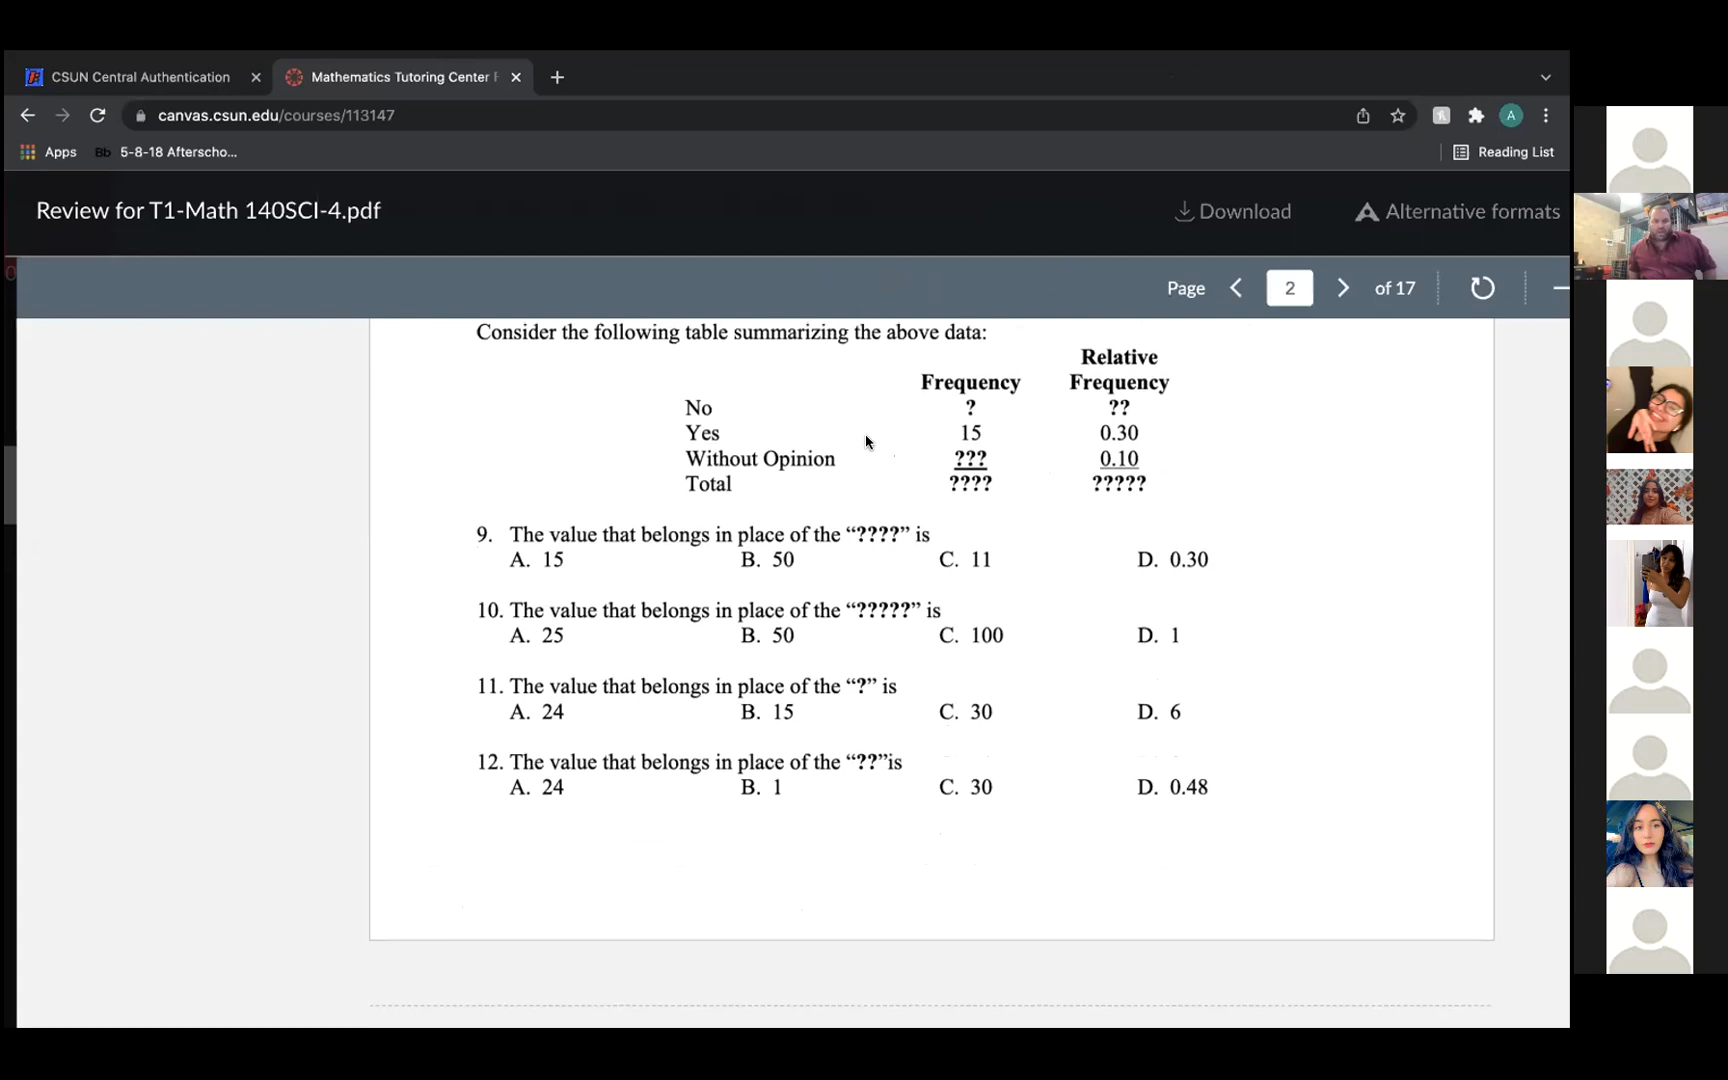 CSUN Central Authentication
Mathematics Tutoring Center
canvas.csun.edu/courses/113147
A
Apps
Bb 5-8-18 Afterscho...
Reading List
Review for T1-Math 140SCI-4.pdf
Download
Alternative formats
Page 2 of 17
Consider the following table summarizing the above data:
Relative
Frequency Frequency
No ? ??
Yes 15 0.30
Without Opinion ??? 0.10
Total ???? ?????
9. The value that belongs in place of the “????” is
A. 15 B. 50 C. 11 D. 0.30
10. The value that belongs in place of the “?????” is
A. 25 B. 50 C. 100 D. 1
11. The value that belongs in place of the “?” is
A. 24 B. 15 C. 30 D. 6
12. The value that belongs in place of the “??”is
A. 24 B. 1 C. 30 D. 0.48